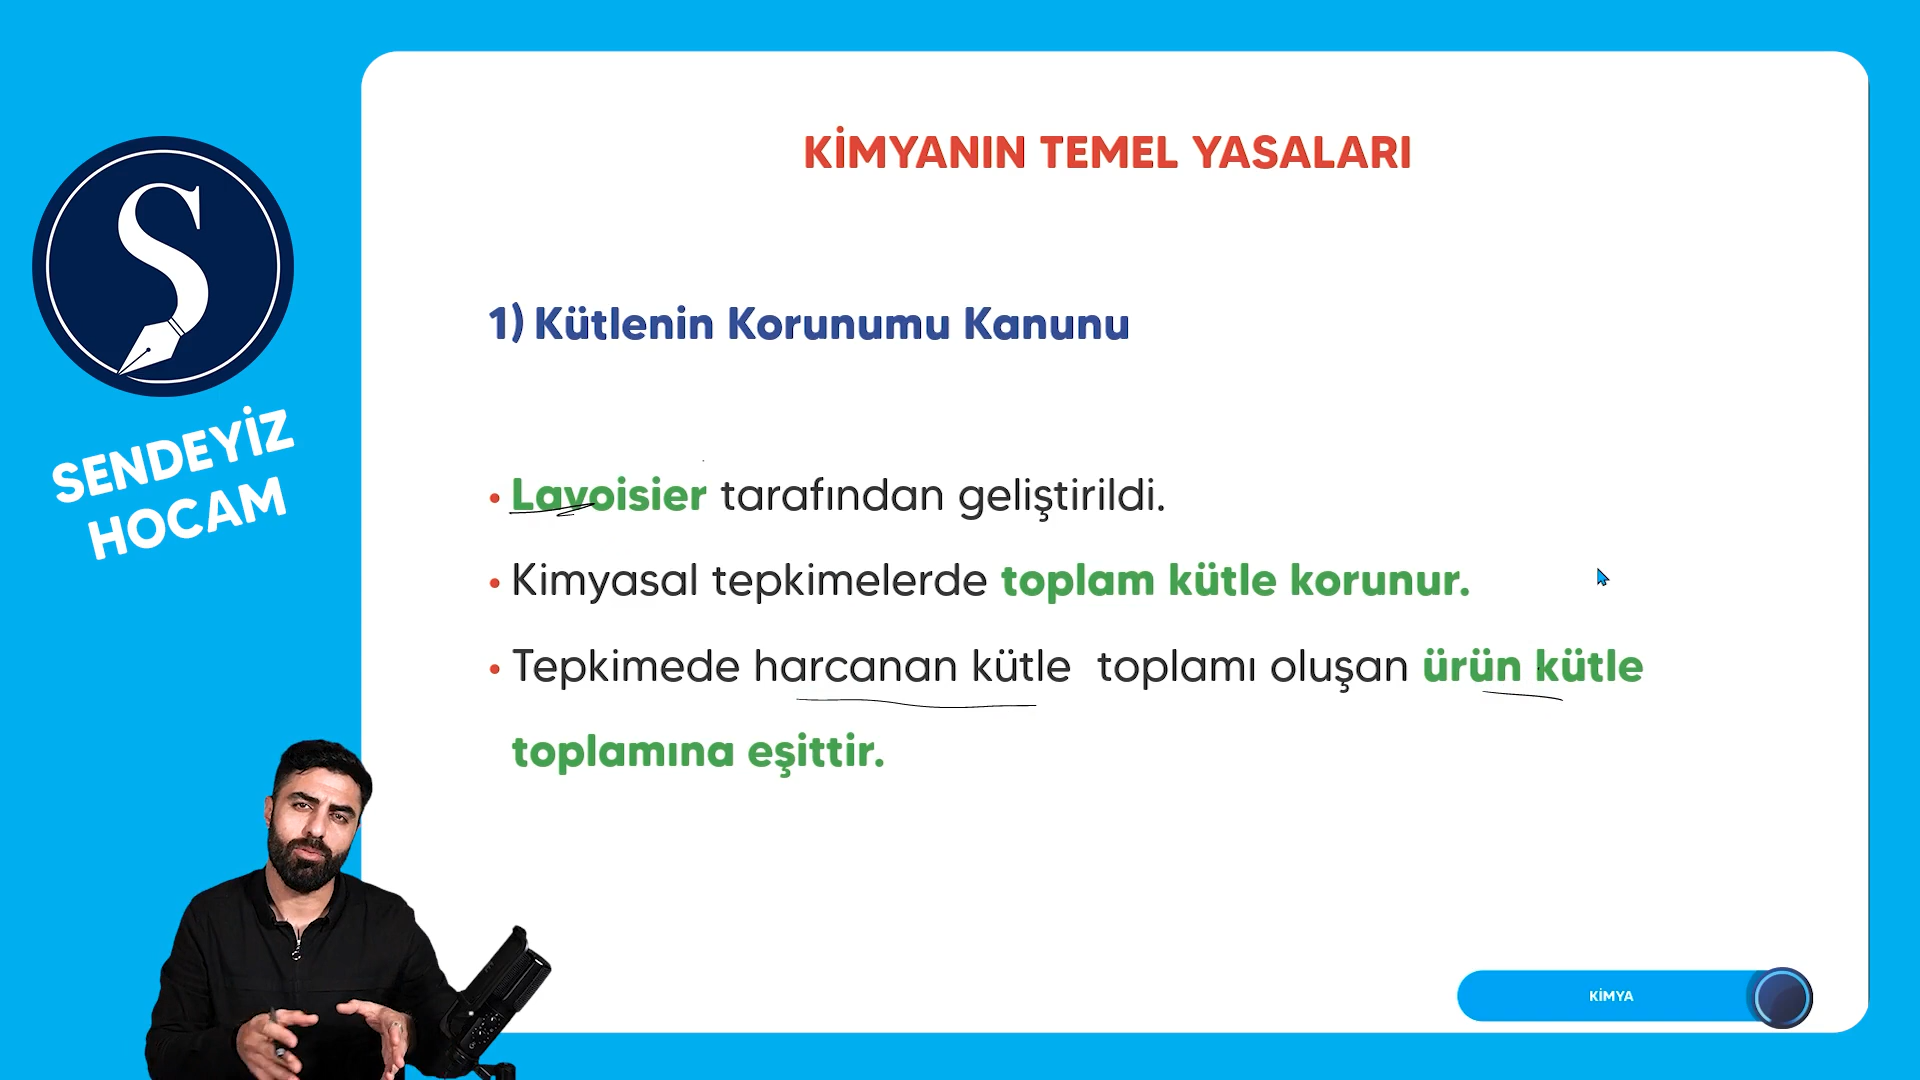 KİMYANIN TEMEL YASALARI
1) Kütlenin Korunumu Kanunu
SENDEYİZ
HOCAM
• Lavoisier tarafından geliştirildi.
• Kimyasal tepkimelerde toplam kütle korunur.
• Tepkimede harcanan kütle toplamı oluşan ürün kütle
toplamına eşittir.
KİMYA